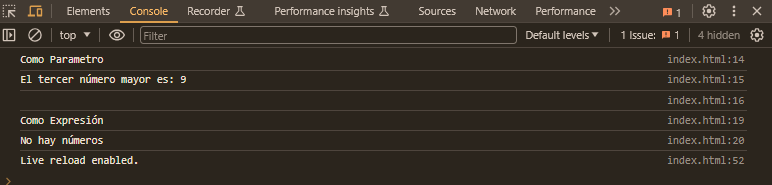 Elements Console Recorder Performance insights Sources Network Performance 1
top Filter Default levels 1 Issue: 1 4 hidden
Como Parametro index.html:14
El tercer número mayor es: 9 index.html:15
index.html:16
Como Expresión index.html:19
No hay números index.html:20
Live reload enabled. index.html:52